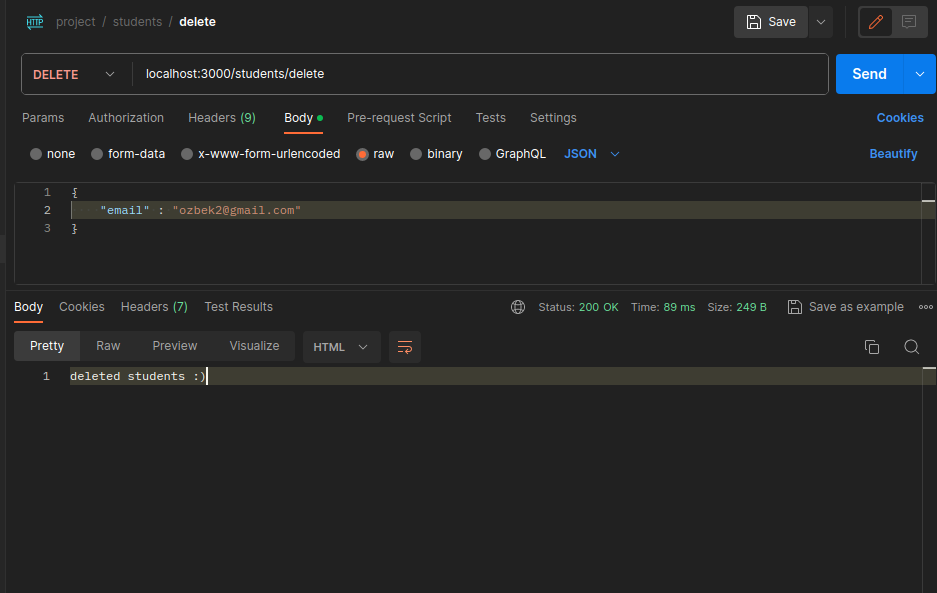 HTTP project / students / delete Save
DELETE localhost:3000/students/delete Send
Params Authorization Headers (9) Body Pre-request Script Tests Settings Cookies
none form-data x-www-form-urlencoded raw binary GraphQL JSON Beautify
1 {
2 "email" : "ozbek2@gmail.com"
3 }
Body Cookies Headers (7) Test Results Status: 200 OK Time: 89 ms Size: 249 B Save as example
Pretty Raw Preview Visualize HTML
1 deleted students :)